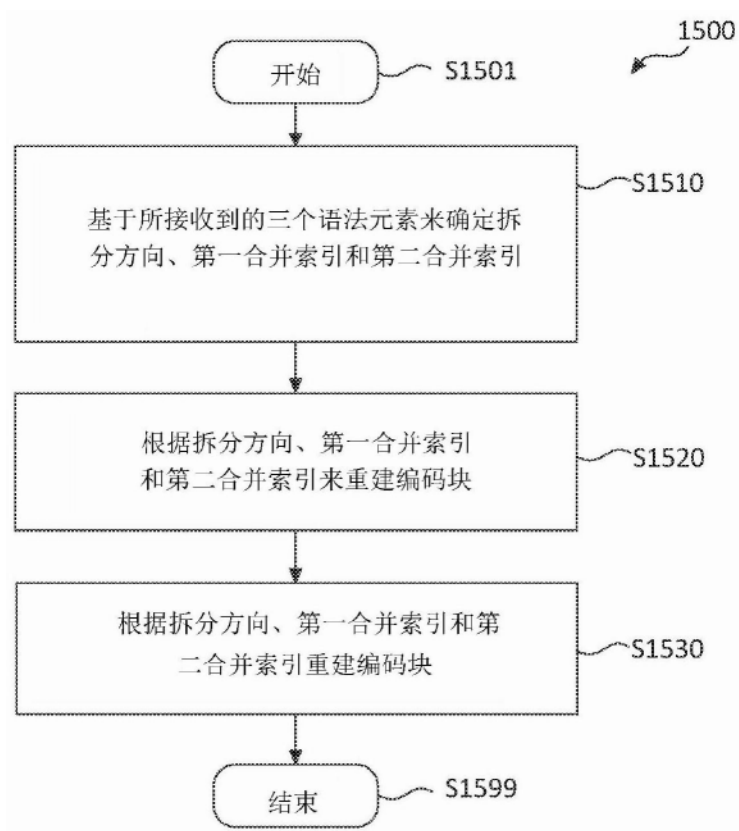 1500
开始
S1501
基于所接收到的三个语法元素来确定拆
分方向、第一合并索引和第二合并索引
S1510
根据拆分方向、第一合并索引
和第二合并索引来重建编码块
S1520
根据拆分方向、第一合并索引和第
二合并索引重建编码块
S1530
结束
S1599